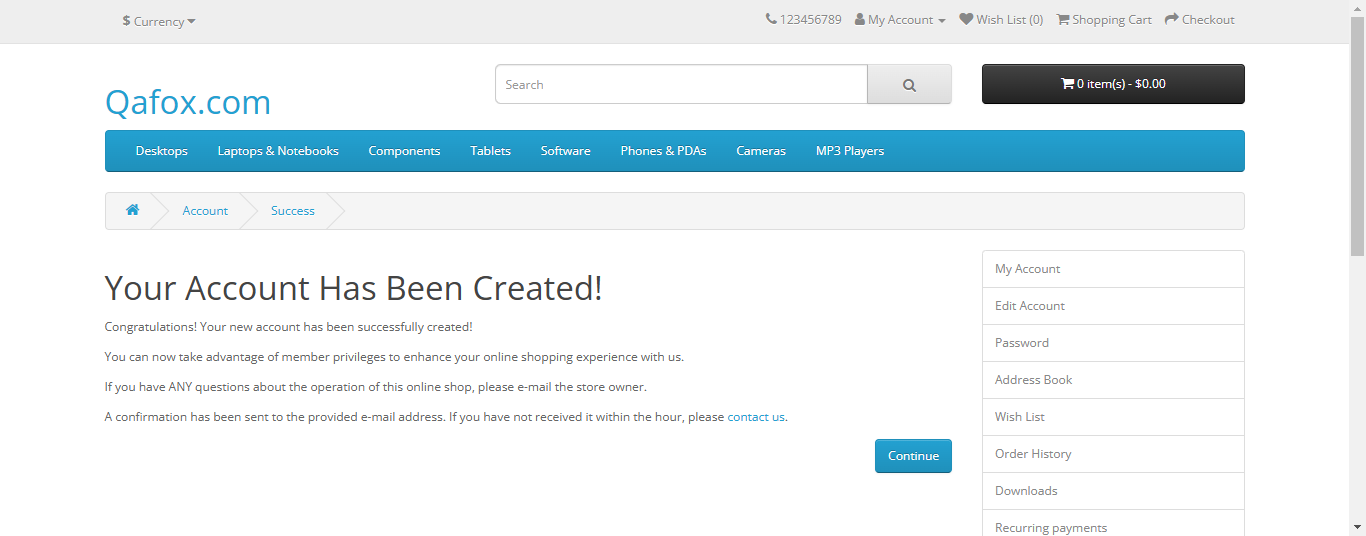 $ Currency
123456789 My Account Wish List (0) Shopping Cart Checkout
Qafox.com
Search
0 item(s) - $0.00
Desktops Laptops & Notebooks Components Tablets Software Phones & PDAs Cameras MP3 Players
Account Success
Your Account Has Been Created!
Congratulations! Your new account has been successfully created!
You can now take advantage of member privileges to enhance your online shopping experience with us.
If you have ANY questions about the operation of this online shop, please e-mail the store owner.
A confirmation has been sent to the provided e-mail address. If you have not received it within the hour, please contact us.
Continue
My Account
Edit Account
Password
Address Book
Wish List
Order History
Downloads
Recurring payments